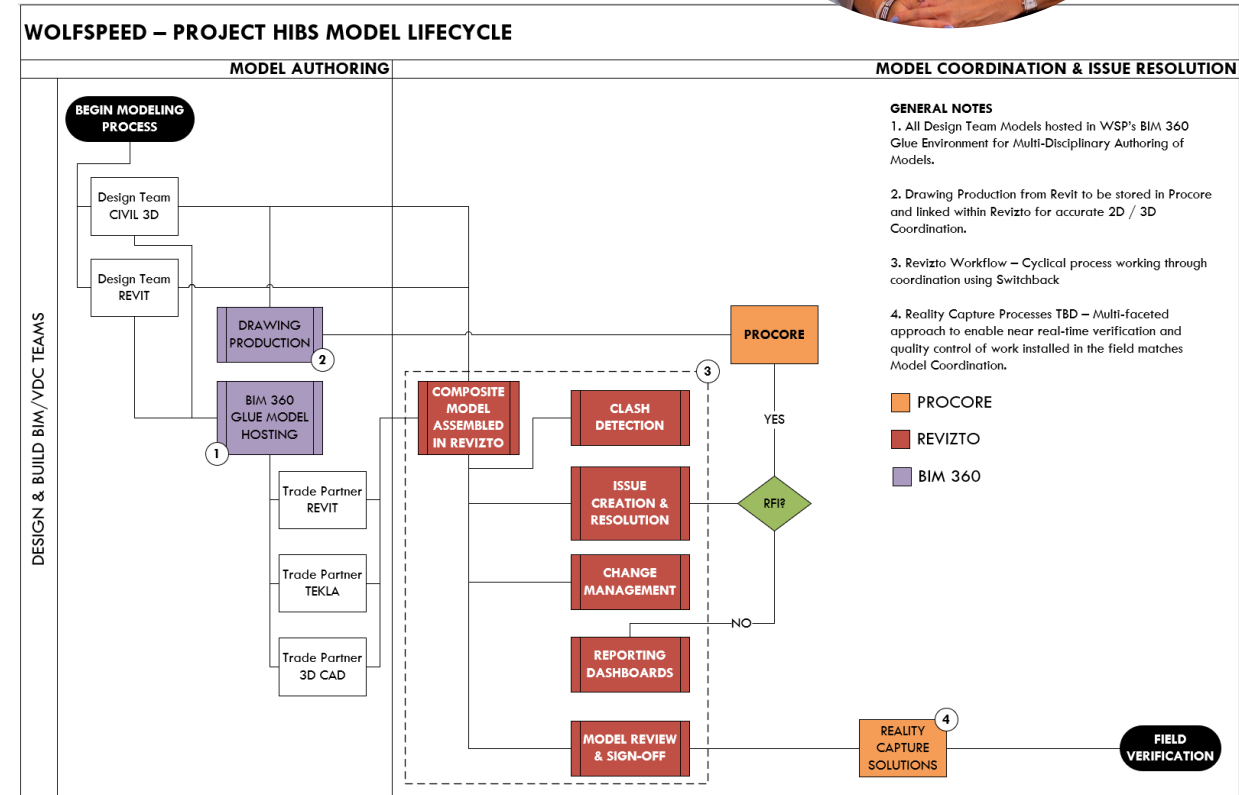 WOLFSPEED – PROJECT HIBS MODEL LIFECYCLE
MODEL AUTHORING
MODEL COORDINATION & ISSUE RESOLUTION
DESIGN & BUILD BIM/VDC TEAMS
BEGIN MODELING
PROCESS
Design Team
CIVIL 3D
Design Team
REVIT
DRAWING
PRODUCTION
2
BIM 360
GLUE MODEL
HOSTING
1
Trade Partner
REVIT
Trade Partner
TEKLA
Trade Partner
3D CAD
3
COMPOSITE
MODEL
ASSEMBLED
IN REVIZTO
CLASH
DETECTION
ISSUE
CREATION &
RESOLUTION
CHANGE
MANAGEMENT
REPORTING
DASHBOARDS
MODEL REVIEW
& SIGN-OFF
PROCORE
YES
RFI?
NO
REALITY
CAPTURE
SOLUTIONS
4
FIELD
VERIFICATION
GENERAL NOTES
1. All Design Team Models hosted in WSP's BIM 360
Glue Environment for Multi-Disciplinary Authoring of
Models.
2. Drawing Production from Revit to be stored in Procore
and linked within Revizto for accurate 2D / 3D
Coordination.
3. Revizto Workflow – Cyclical process working through
coordination using Switchback
4. Reality Capture Processes TBD – Multi-faceted
approach to enable near real-time verification and
quality control of work installed in the field matches
Model Coordination.
PROCORE
REVIZTO
BIM 360